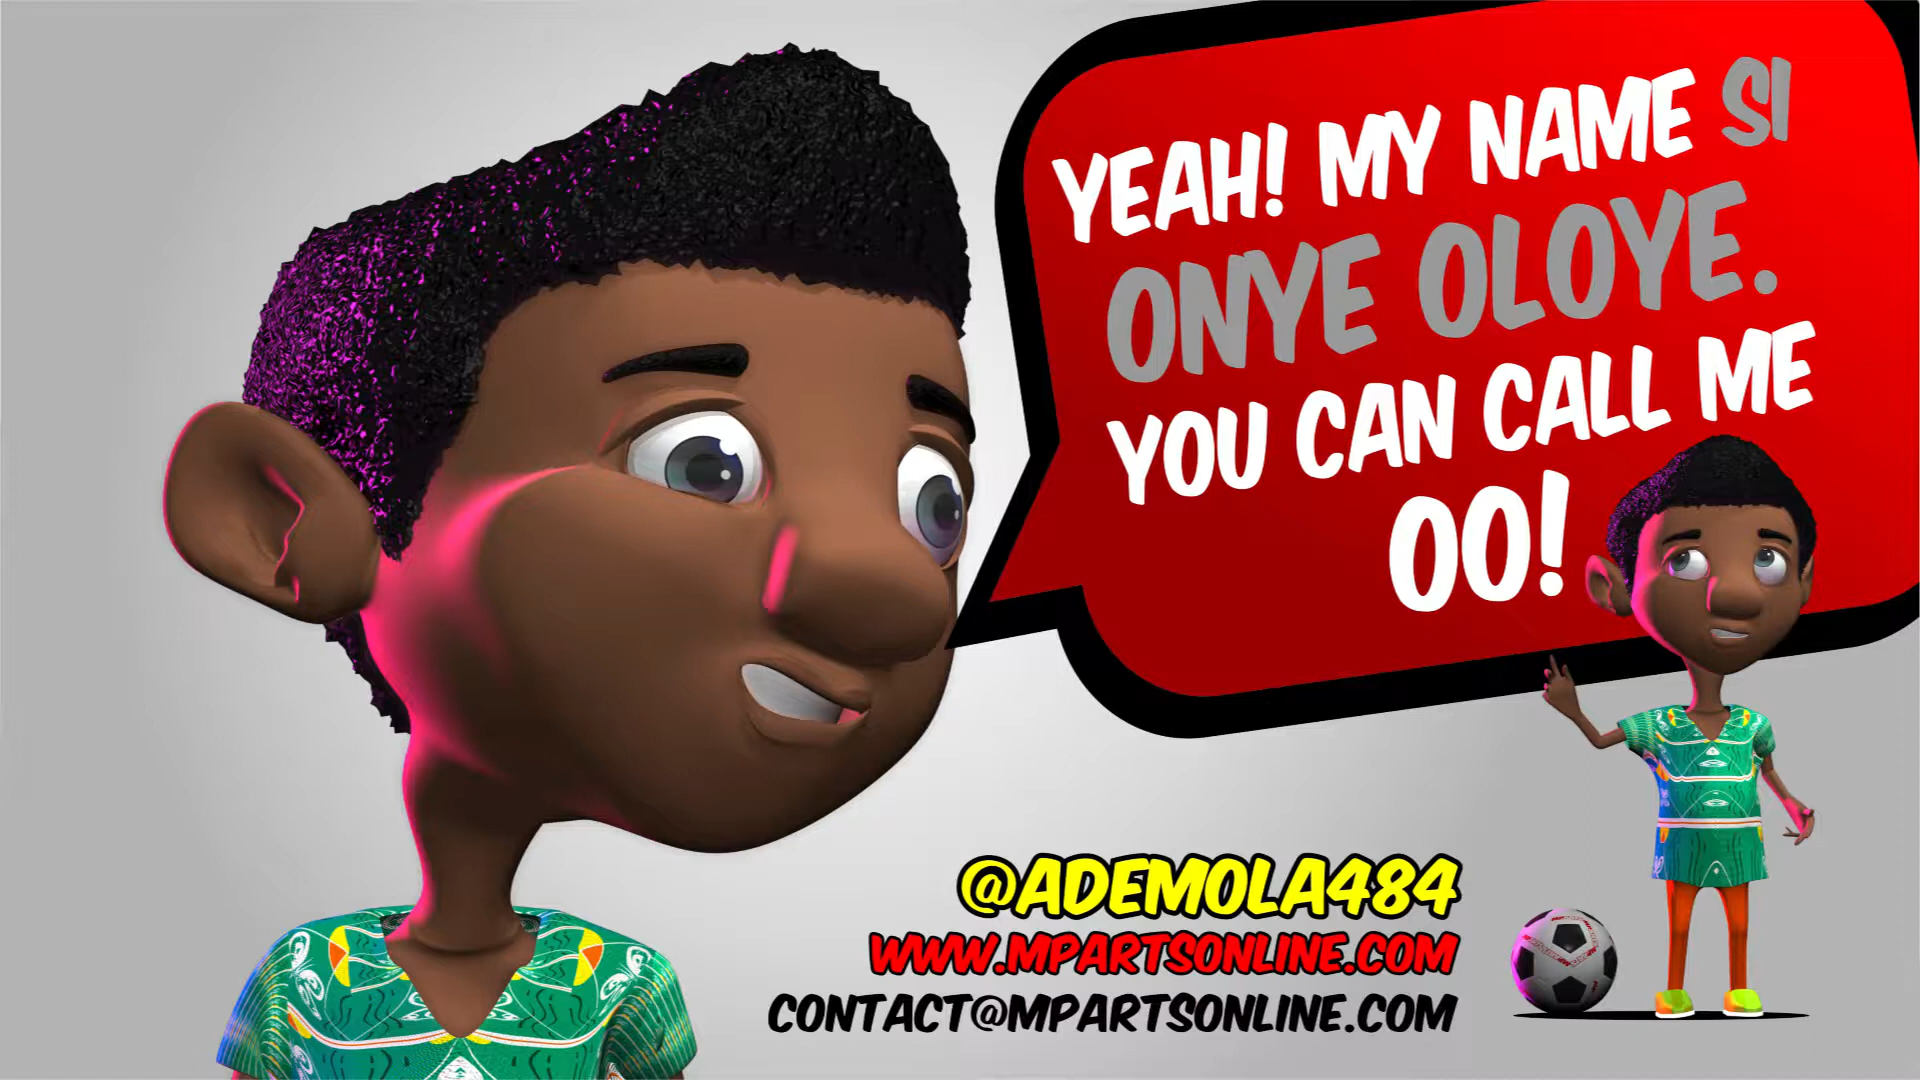 YEAH! MY NAME SI
ONYE OLOYE.
YOU CAN CALL ME
OO!
@ADEMOLA484
WWW.MPARTSONLINE.COM
CONTACT@MPARTSONLINE.COM